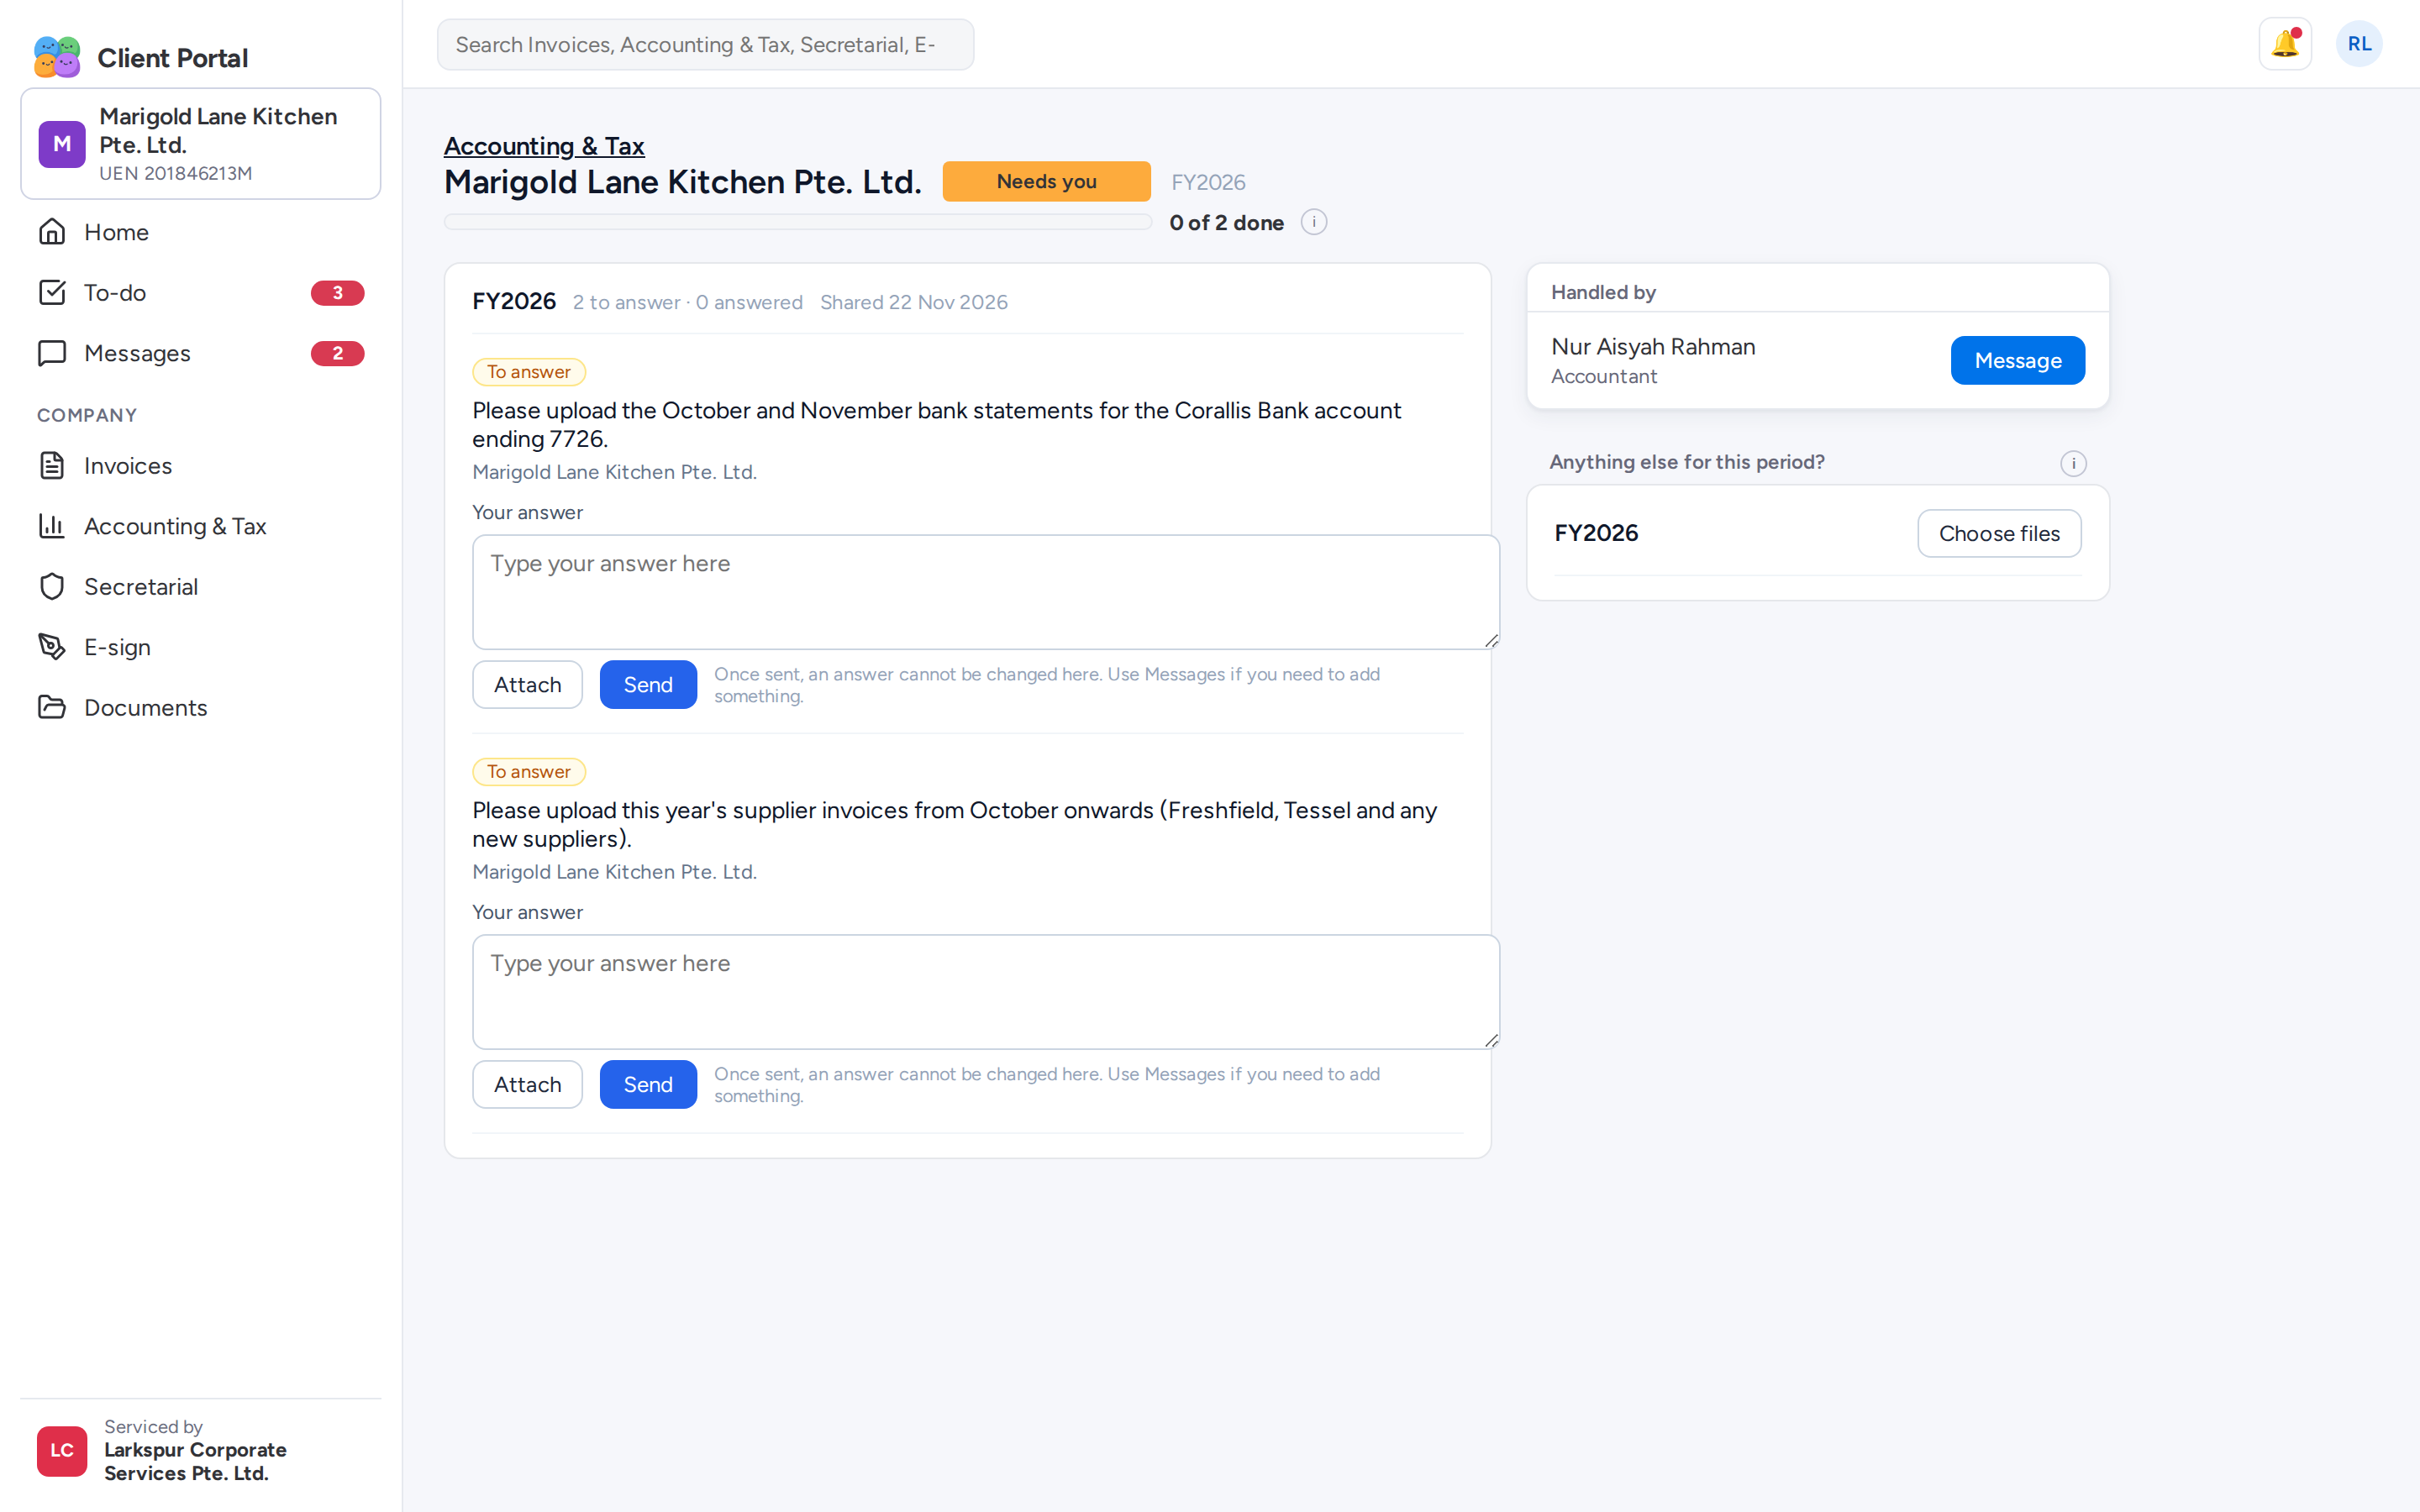 Client Portal
M
Marigold Lane Kitchen
Pte. Ltd.
UEN 201846213M
Home
To-do
3
Messages
2
COMPANY
Invoices
Accounting & Tax
Secretarial
E-sign
Documents
LC
Serviced by
Larkspur Corporate
Services Pte. Ltd.
Search Invoices, Accounting & Tax, Secretarial, E-
RL
Accounting & Tax
Marigold Lane Kitchen Pte. Ltd.
Needs you
FY2026
0 of 2 done
i
FY2026 2 to answer · 0 answered Shared 22 Nov 2026
To answer
Please upload the October and November bank statements for the Corallis Bank account
ending 7726.
Marigold Lane Kitchen Pte. Ltd.
Your answer
Type your answer here
Attach
Send
Once sent, an answer cannot be changed here. Use Messages if you need to add
something.
To answer
Please upload this year's supplier invoices from October onwards (Freshfield, Tessel and any
new suppliers).
Marigold Lane Kitchen Pte. Ltd.
Your answer
Type your answer here
Attach
Send
Once sent, an answer cannot be changed here. Use Messages if you need to add
something.
Handled by
Nur Aisyah Rahman
Accountant
Message
Anything else for this period?
i
FY2026
Choose files